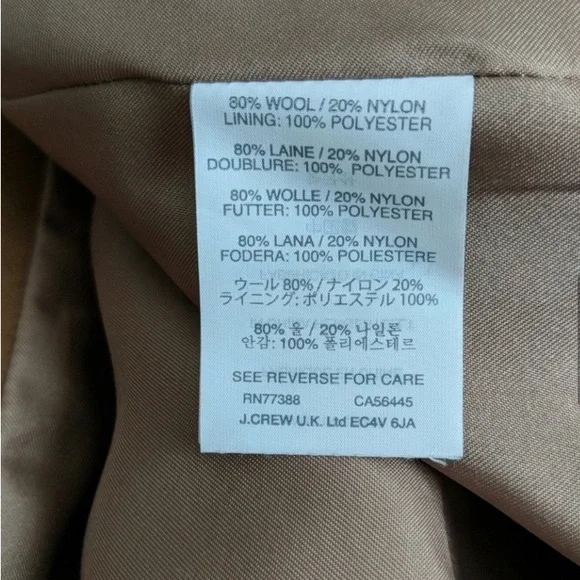 80% WOOL / 20% NYLON
LINING: 100% POLYESTER
80% LAINE / 20% NYLON
DOUBLURE: 100% POLYESTER
80% WOLLE / 20% NYLON
FUTTER: 100% POLYESTER
80% LANA / 20% NYLON
FODERA: 100% POLIESTERE
ウール 80% / ナイロン 20%
ライニング: ポリエステル 100%
80% 울 / 20% 나일론
안감: 100% 폴리에스테르
SEE REVERSE FOR CARE
RN77388 CA56445
J.CREW U.K. Ltd EC4V 6JA